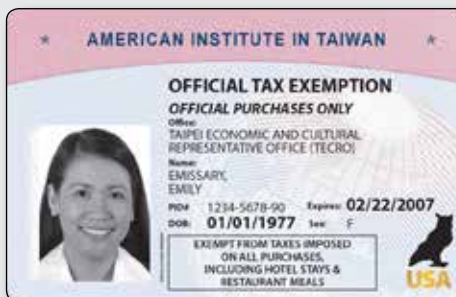 AMERICAN INSTITUTE IN TAIWAN
OFFICIAL TAX EXEMPTION
OFFICIAL PURCHASES ONLY
Office:
TAIPEI ECONOMIC AND CULTURAL
REPRESENTATIVE OFFICE (TECRO)
Name:
EMISSARY,
EMILY
PID# 1234-5678-90 Expires: 02/22/2007
DOB: 01/01/1977 Sex: F
EXEMPT FROM TAXES IMPOSED
ON ALL PURCHASES,
INCLUDING HOTEL STAYS &
RESTAURANT MEALS
USA